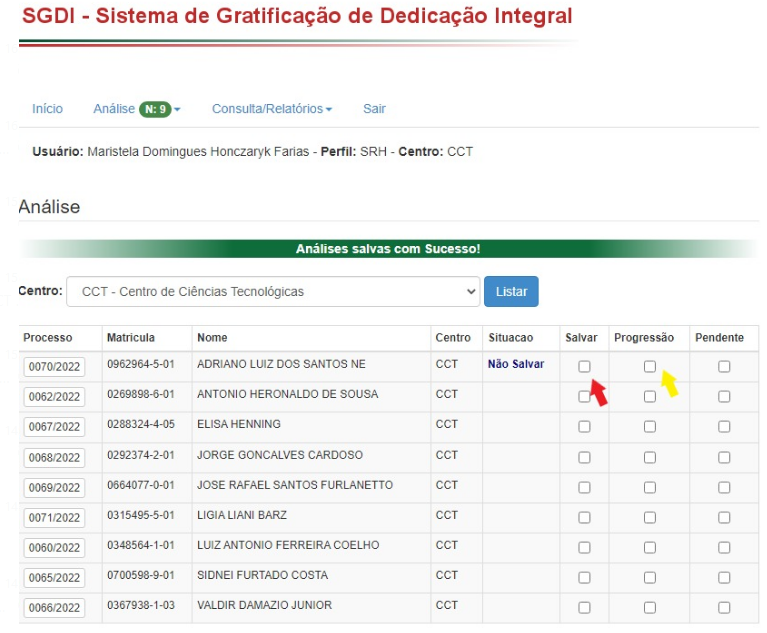 SGDI - Sistema de Gratificação de Dedicação Integral
Início Análise N: 9 Consulta/Relatórios Sair
Usuário: Maristela Domingues Honczaryk Farias - Perfil: SRH - Centro: CCT
Análise
Análises salvas com Sucesso!
Centro: CCT - Centro de Ciências Tecnológicas Listar
Processo Matricula Nome Centro Situacao Salvar Progressão Pendente
0070/2022 0962964-5-01 ADRIANO LUIZ DOS SANTOS NE CCT Não Salvar
0062/2022 0269898-6-01 ANTONIO HERONALDO DE SOUSA CCT
0067/2022 0288324-4-05 ELISA HENNING CCT
0068/2022 0292374-2-01 JORGE GONCALVES CARDOSO CCT
0069/2022 0664077-0-01 JOSE RAFAEL SANTOS FURLANETTO CCT
0071/2022 0315495-5-01 LIGIA LIANI BARZ CCT
0060/2022 0348564-1-01 LUIZ ANTONIO FERREIRA COELHO CCT
0065/2022 0700598-9-01 SIDNEI FURTADO COSTA CCT
0066/2022 0367938-1-03 VALDIR DAMAZIO JUNIOR CCT